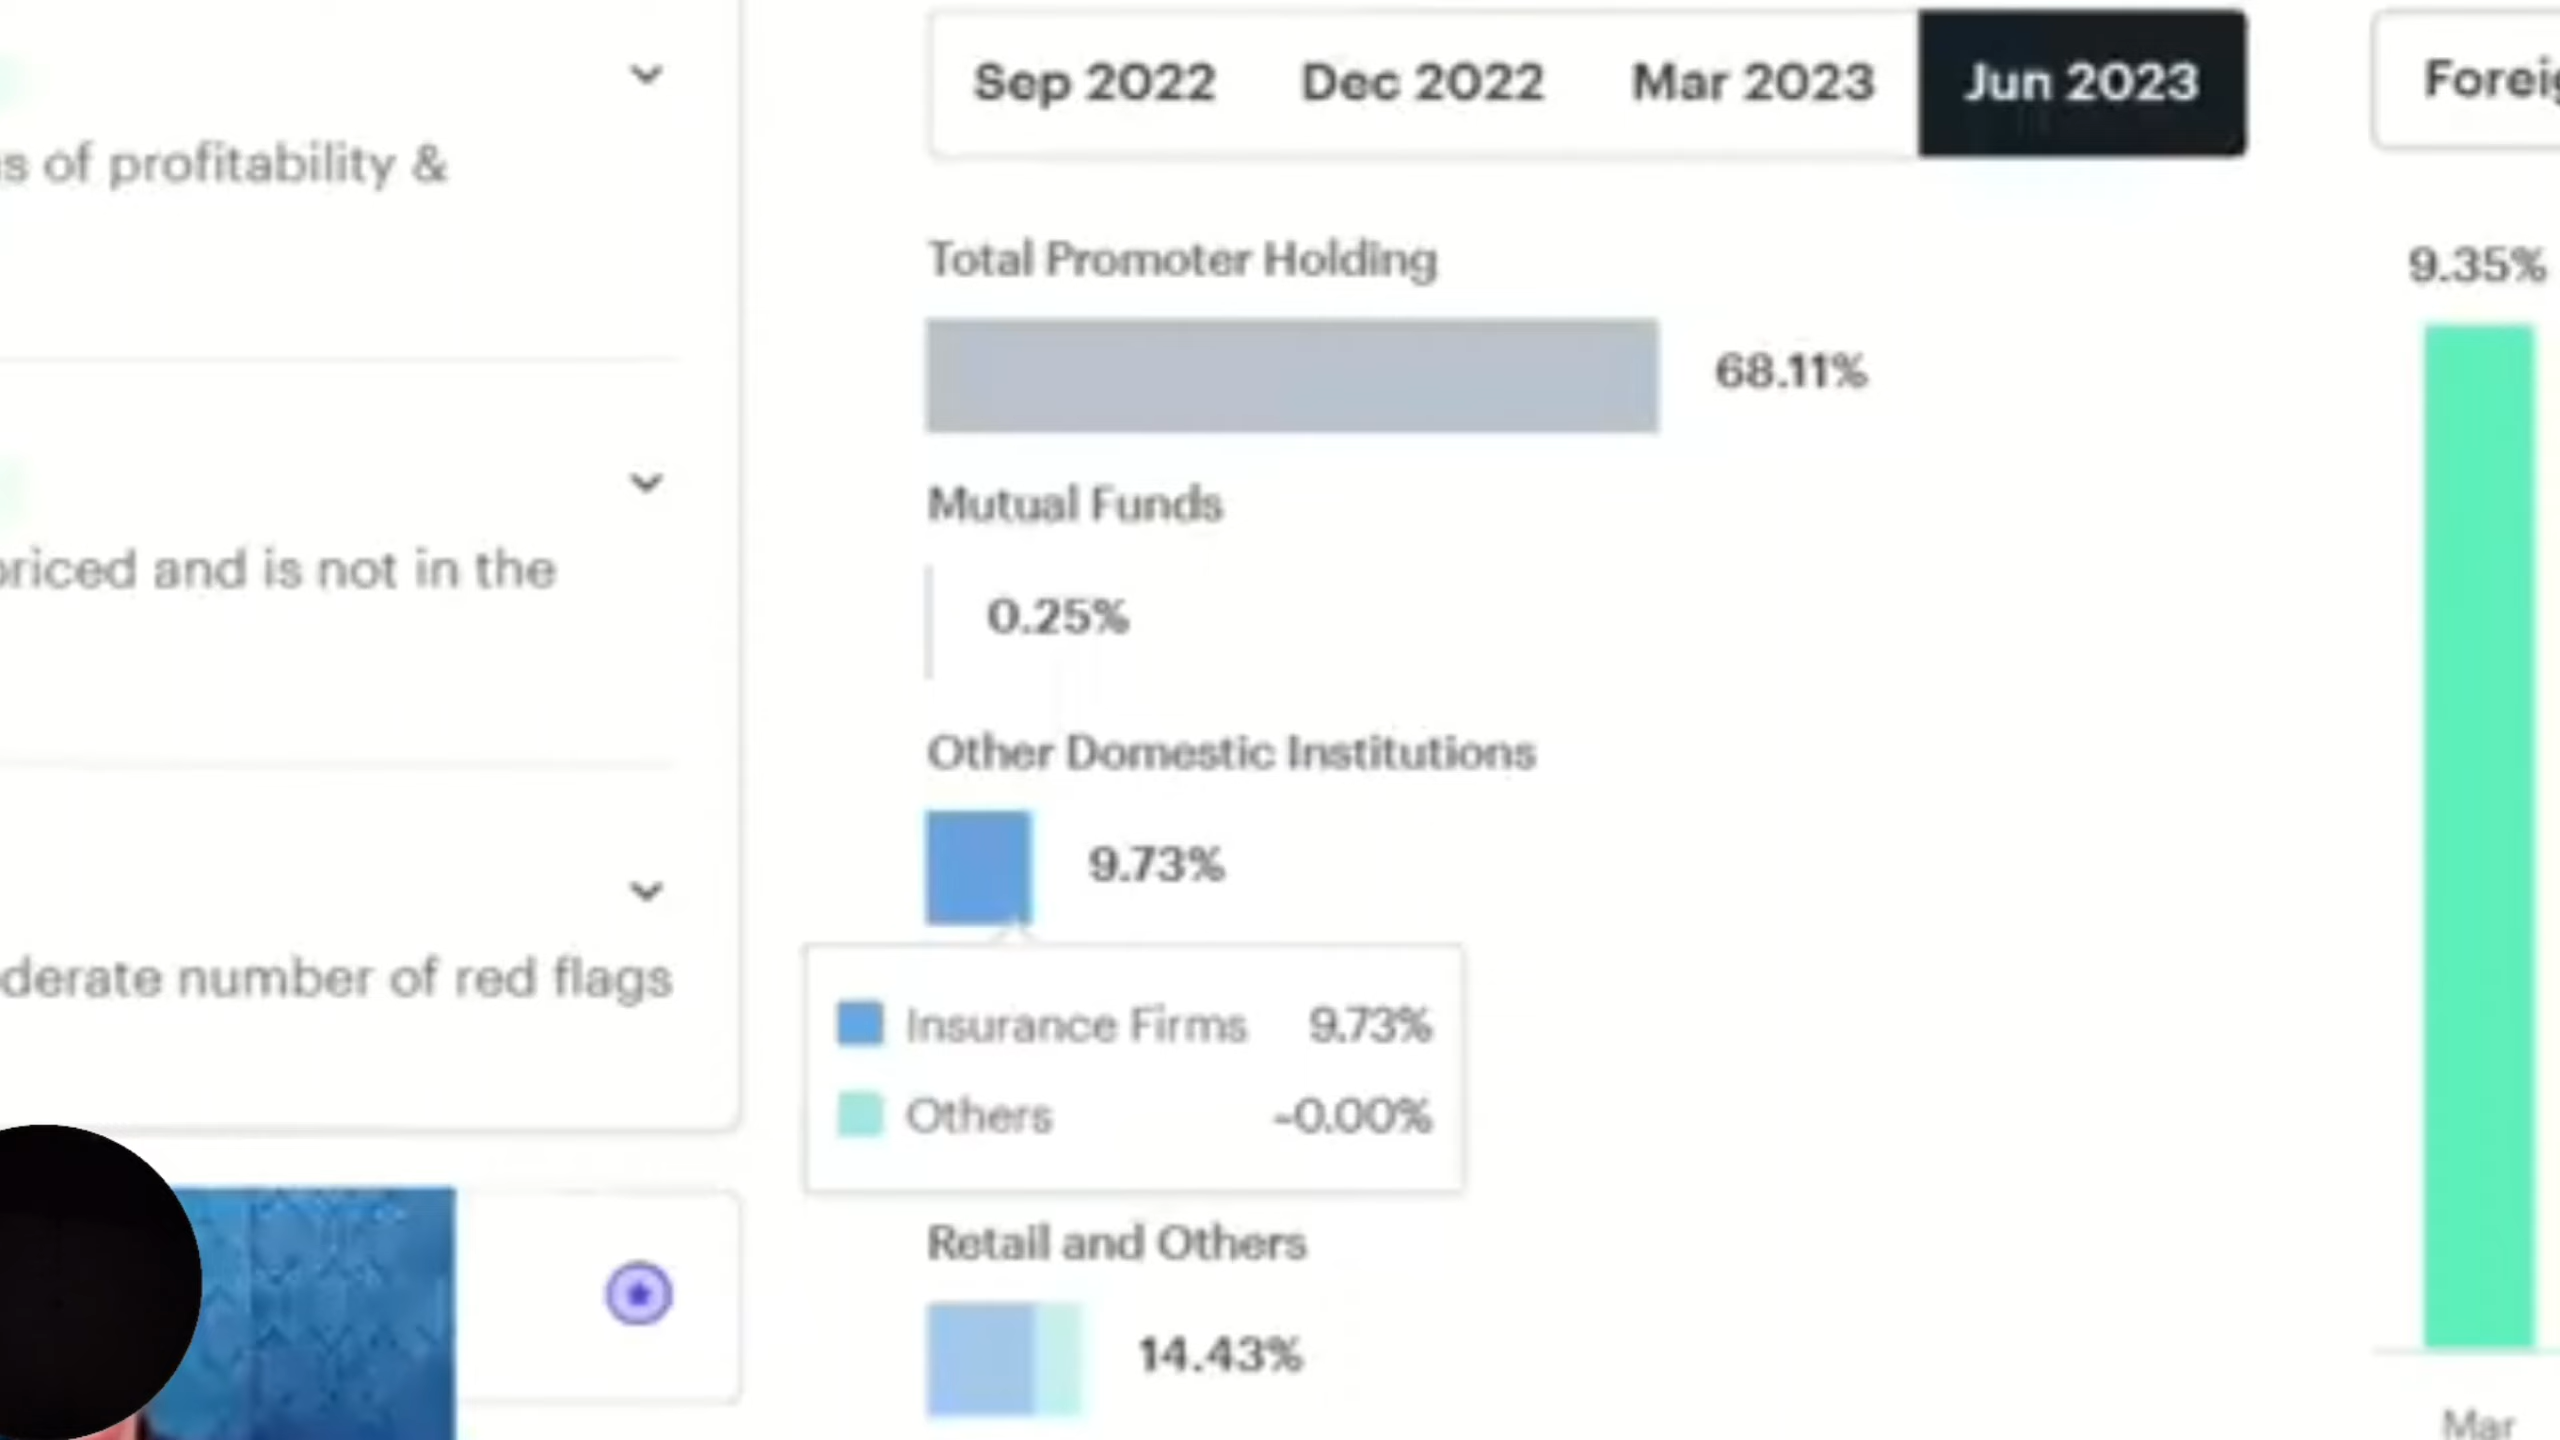 s of profitability &
priced and is not in the
derate number of red flags
Sep 2022 Dec 2022 Mar 2023 Jun 2023
Total Promoter Holding
68.11%
Mutual Funds
0.25%
Other Domestic Institutions
9.73%
Insurance Firms 9.73%
Others ~0.00%
Retail and Others
14.43%
Foreig
9.35%
Mar